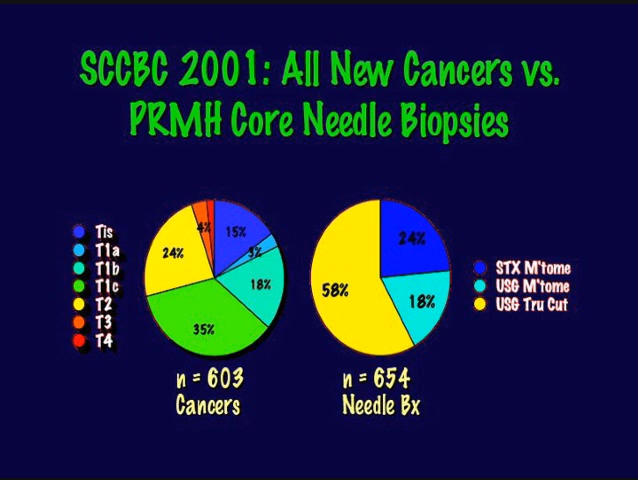 SCCBC 2001: All New Cancers vs.
PRMH Core Needle Biopsies
Tis
T1a
T1b
T1c
T2
T3
T4
4%
15%
3%
24%
18%
35%
24%
58%
18%
STX M'tome
USG M'tome
USG Tru Cut
n = 603
Cancers
n = 654
Needle Bx